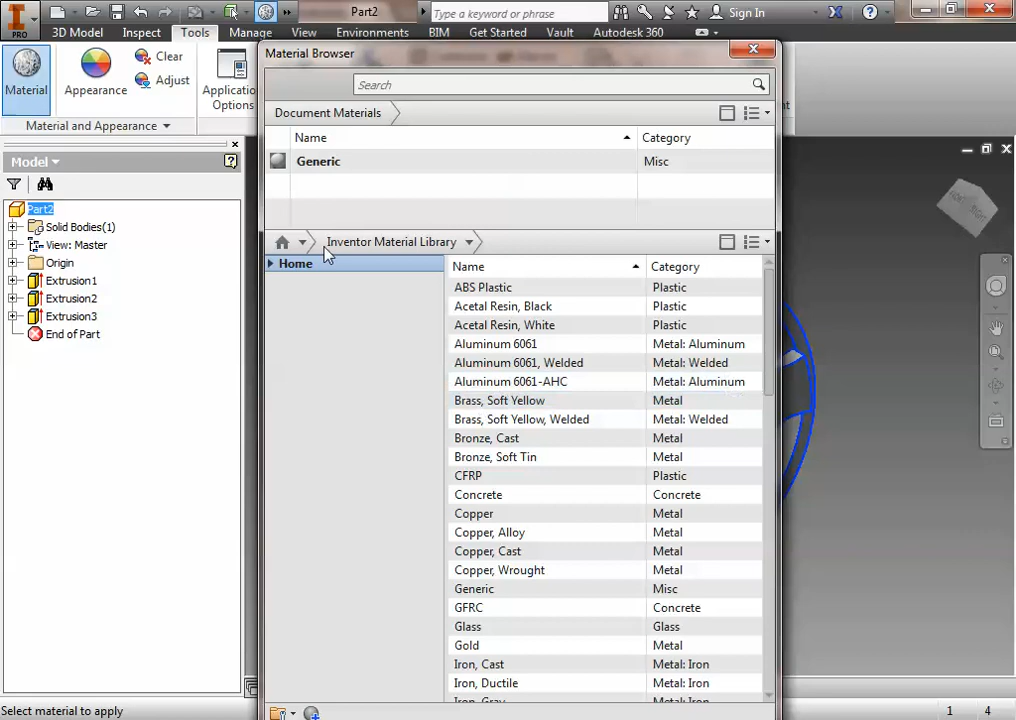 Part2
Type a keyword or phrase
Sign In
PRO
3D Model
Inspect
Tools
Manage
View
Environments
BIM
Get Started
Vault
Autodesk 360
Material
Appearance
Clear
Adjust
Application
Options
Material and Appearance
Material Browser
Search
Document Materials
Name
Category
Generic
Misc
Model
Part2
Solid Bodies(1)
View: Master
Origin
Extrusion1
Extrusion2
Extrusion3
End of Part
Inventor Material Library
Home
Name Category
ABS Plastic Plastic
Acetal Resin, Black Plastic
Acetal Resin, White Plastic
Aluminum 6061 Metal: Aluminum
Aluminum 6061, Welded Metal: Welded
Aluminum 6061-AHC Metal: Aluminum
Brass, Soft Yellow Metal
Brass, Soft Yellow, Welded Metal: Welded
Bronze, Cast Metal
Bronze, Soft Tin Metal
CFRP Plastic
Concrete Concrete
Copper Metal
Copper, Alloy Metal
Copper, Cast Metal
Copper, Wrought Metal
Generic Misc
GFRC Concrete
Glass Glass
Gold Metal
Iron, Cast Metal: Iron
Iron, Ductile Metal: Iron
Select material to apply
1 4